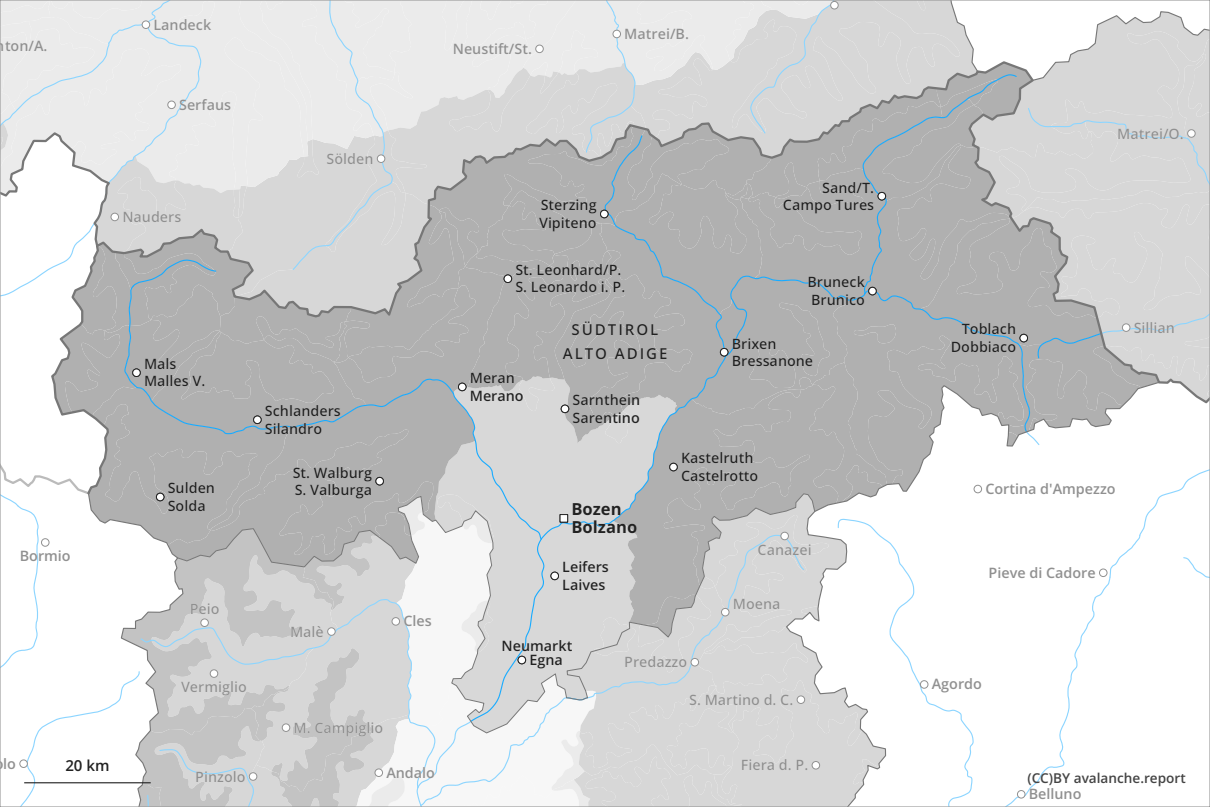 Landeck
nton/A.
Neustift/St.
Matrei/B.
Serfaus
Matrei/O.
Sölden
Sand/T.
Campo Tures
Nauders
Sterzing
Vipiteno
St. Leonhard/P.
S. Leonardo i. P.
Bruneck
Brunico
SÜDTIROL
ALTO ADIGE
Toblach
Dobbiaco
Sillian
Brixen
Bressanone
Mals
Malles V.
Meran
Merano
Sarnthein
Sarentino
Schlanders
Silandro
Kastelruth
Castelrotto
St. Walburg
S. Valburga
Sulden
Solda
Cortina d'Ampezzo
Bozen
Bolzano
Bormio
Canazei
Leifers
Laives
Pieve di Cadore
Peio
Moena
Malè
Cles
Neumarkt
Egna
Predazzo
Vermiglio
Agordo
S. Martino d. C.
M. Campiglio
olo
20 km
Pinzolo
Andalo
Fiera d. P.
(CC)BY avalanche.report
Belluno